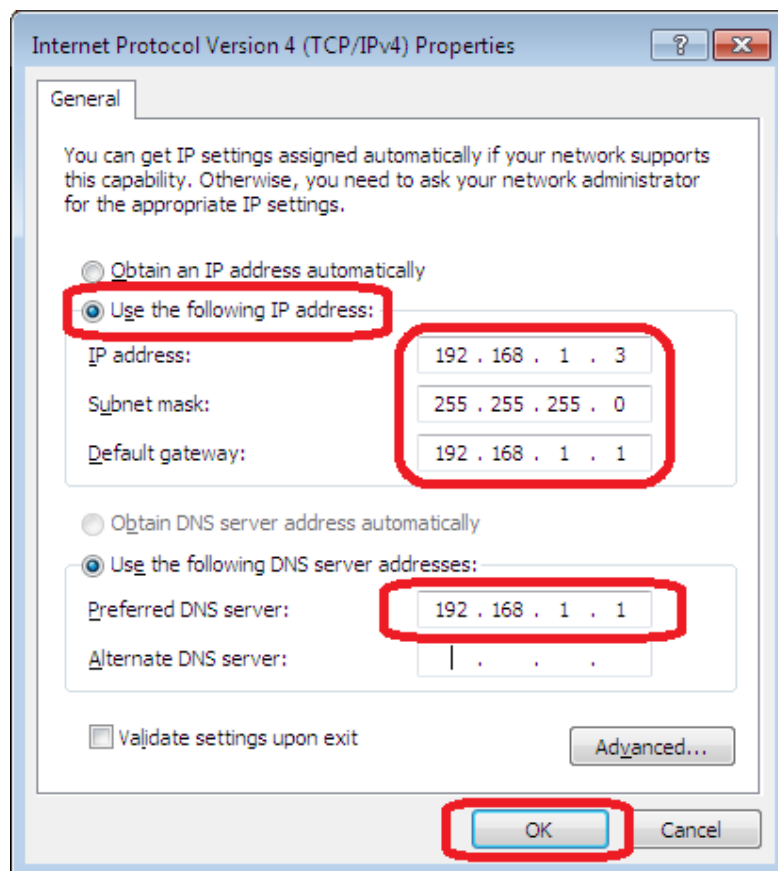 Internet Protocol Version 4 (TCP/IPv4) Properties
General
You can get IP settings assigned automatically if your network supports
this capability. Otherwise, you need to ask your network administrator
for the appropriate IP settings.
Obtain an IP address automatically
Use the following IP address:
IP address: 192 . 168 . 1 . 3
Subnet mask: 255 . 255 . 255 . 0
Default gateway: 192 . 168 . 1 . 1
Obtain DNS server address automatically
Use the following DNS server addresses:
Preferred DNS server: 192 . 168 . 1 . 1
Alternate DNS server: . . .
Validate settings upon exit
Advanced...
OK Cancel